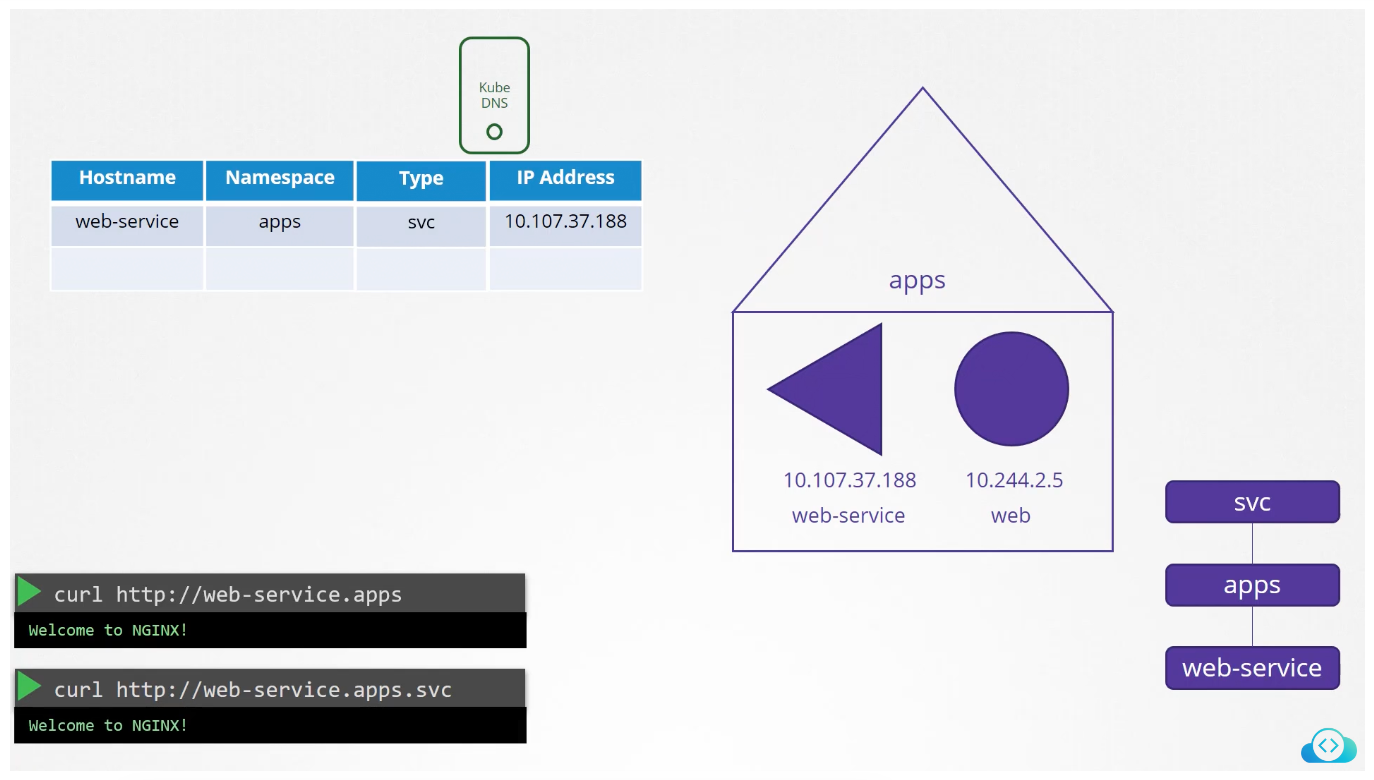 Kube
DNS
Hostname Namespace Type IP Address
web-service apps svc 10.107.37.188
apps
10.107.37.188 10.244.2.5
web-service web
svc
apps
web-service
curl http://web-service.apps
Welcome to NGINX!
curl http://web-service.apps.svc
Welcome to NGINX!